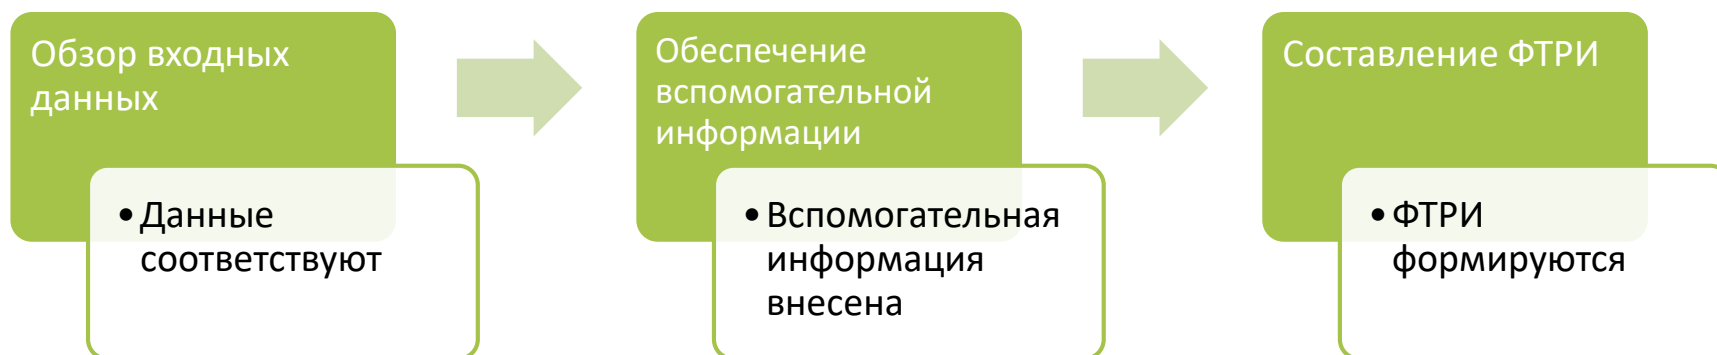 Обзор входных
данных
• Данные
соответствуют
Обеспечение
вспомогательной
информации
• Вспомогательная
информация
внесена
Составление ФТРИ
• ФТРИ
формируются